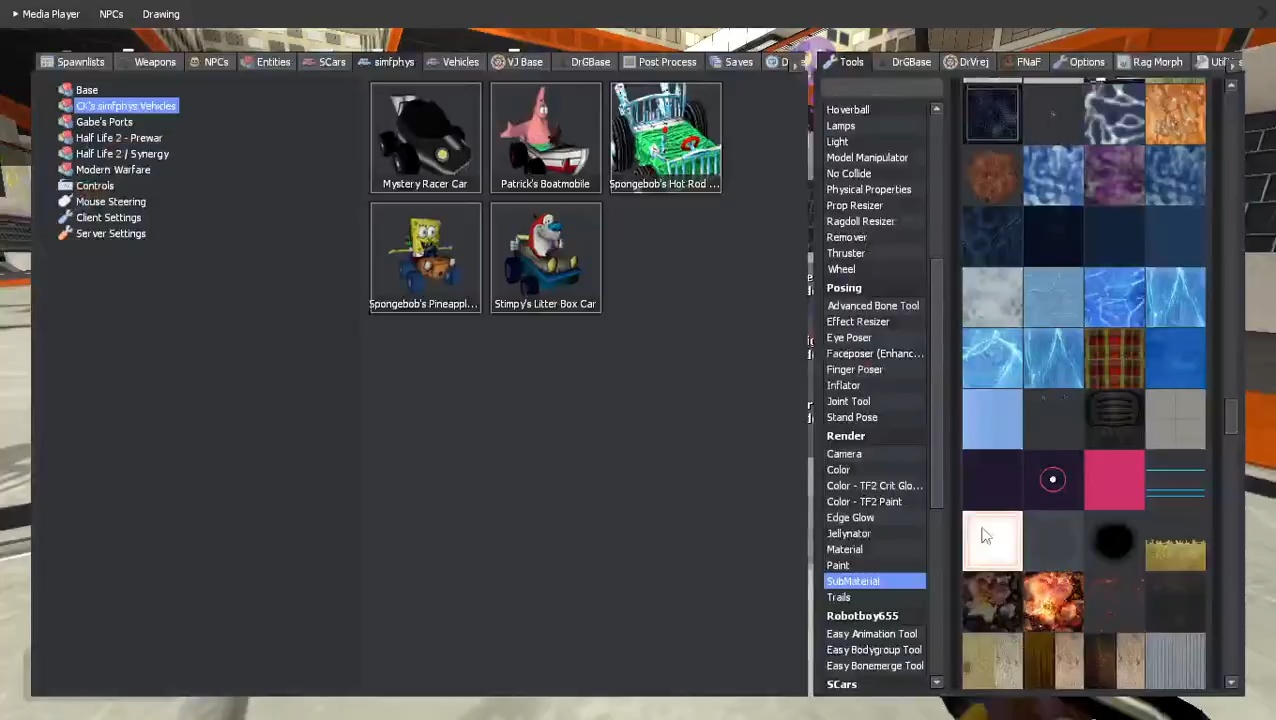 Media Player NPCs Drawing
Spawnlists Weapons NPCs Entities SCars simfphys Vehicles VJ Base DrGBase Post Process Saves D
Tools DrGBase DrVrej FNaF Options Rag Morph Uti
Base
CK's simfphys Vehicles
Gabe's Ports
Half Life 2 - Prewar
Half Life 2 / Synergy
Modern Warfare
Controls
Mouse Steering
Client Settings
Server Settings
Mystery Racer Car
Patrick's Boatmobile
Spongebob's Hot Rod ...
Spongebob's Pineappl...
Stimpy's Litter Box Car
Hoverball
Lamps
Light
Model Manipulator
No Collide
Physical Properties
Prop Resizer
Ragdoll Resizer
Remover
Thruster
Wheel
Posing
Advanced Bone Tool
Effect Resizer
Eye Poser
Faceposer (Enhanc...
Finger Poser
Inflator
Joint Tool
Stand Pose
Render
Camera
Color
Color - TF2 Crit Glo...
Color - TF2 Paint
Edge Glow
Jellynator
Material
Paint
SubMaterial
Trails
Robotboy655
Easy Animation Tool
Easy Bodygroup Tool
Easy Bonemerge Tool
SCars